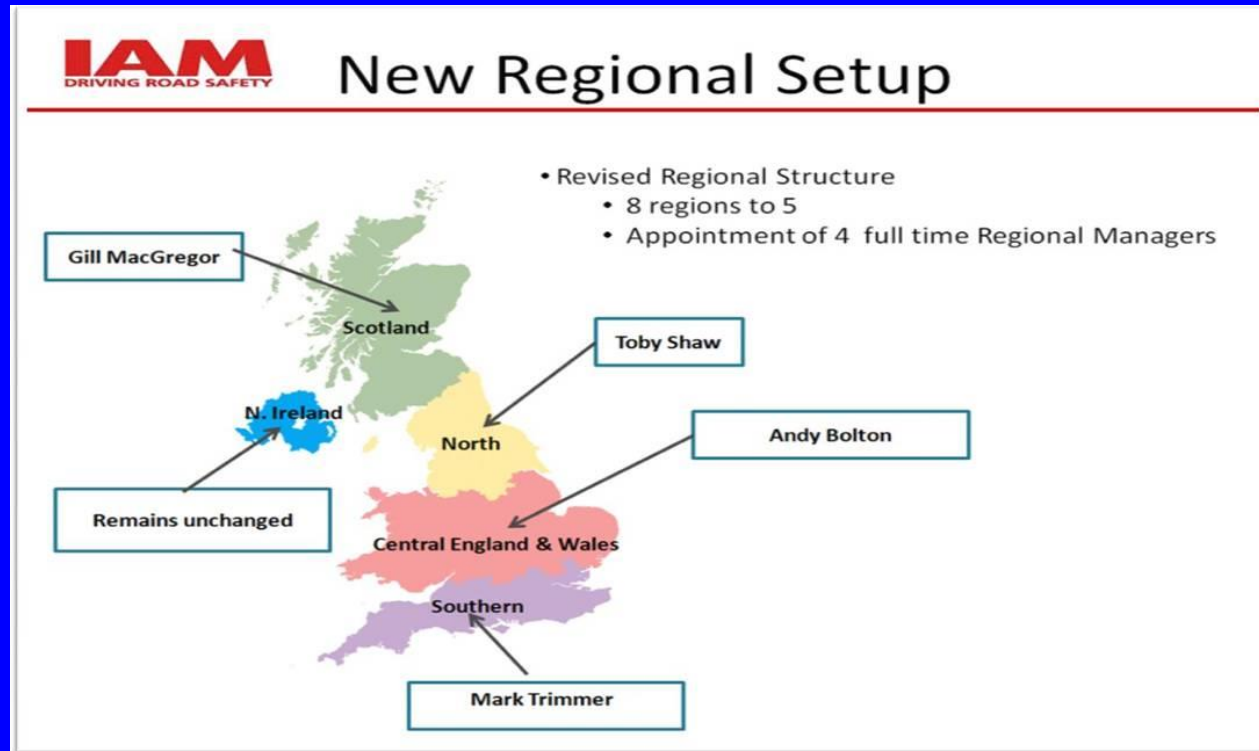 IAM
DRIVING ROAD SAFETY
New Regional Setup
• Revised Regional Structure
• 8 regions to 5
• Appointment of 4 full time Regional Managers
Gill MacGregor
Scotland
Toby Shaw
N. Ireland
North
Andy Bolton
Remains unchanged
Central England & Wales
Southern
Mark Trimmer